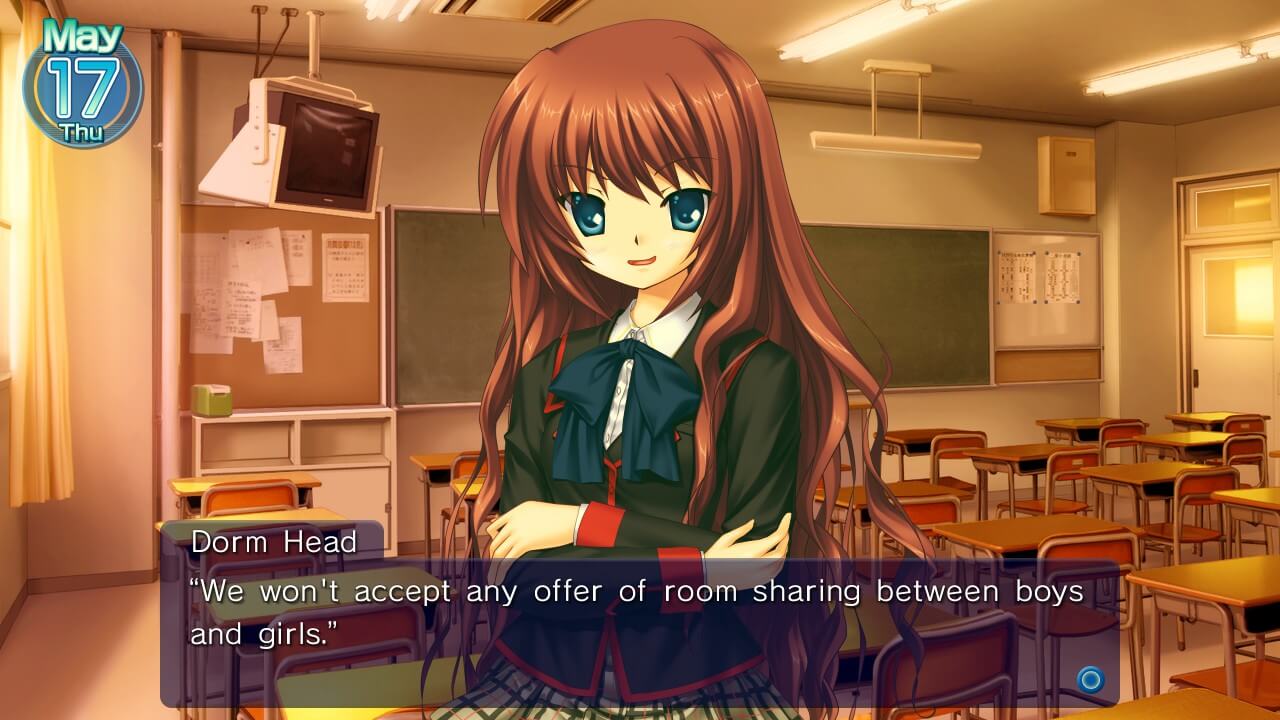 May
17
Thu
Dorm Head
“We won't accept any offer of room sharing between boys
and girls.”